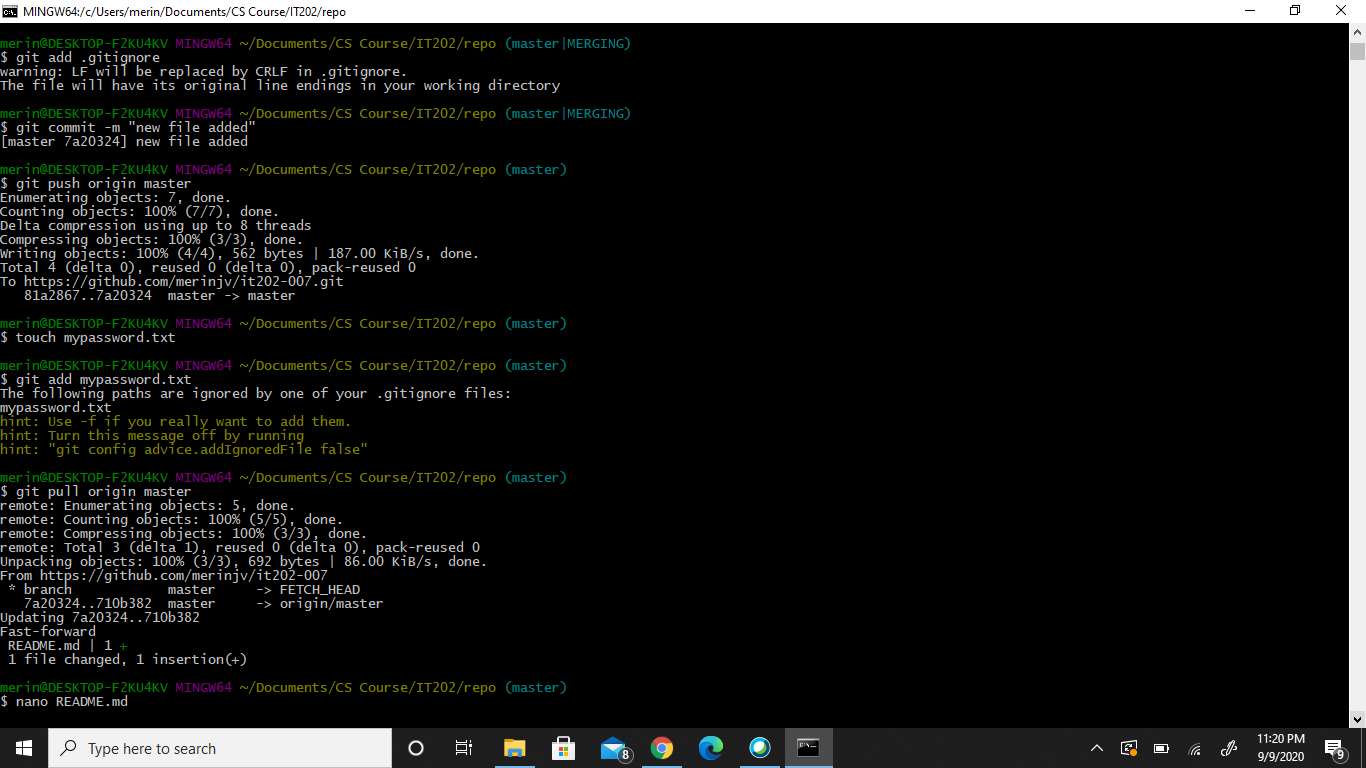 MINGW64:/c/Users/merin/Documents/CS Course/IT202/repo
merin@DESKTOP-F2KU4KV MINGW64 ~/Documents/CS Course/IT202/repo (master|MERGING)
$ git add .gitignore
warning: LF will be replaced by CRLF in .gitignore.
The file will have its original line endings in your working directory
merin@DESKTOP-F2KU4KV MINGW64 ~/Documents/CS Course/IT202/repo (master|MERGING)
$ git commit -m "new file added"
[master 7a20324] new file added
merin@DESKTOP-F2KU4KV MINGW64 ~/Documents/CS Course/IT202/repo (master)
$ git push origin master
Enumerating objects: 7, done.
Counting objects: 100% (7/7), done.
Delta compression using up to 8 threads
Compressing objects: 100% (3/3), done.
Writing objects: 100% (4/4), 562 bytes | 187.00 KiB/s, done.
Total 4 (delta 0), reused 0 (delta 0), pack-reused 0
To https://github.com/merinjv/it202-007.git
   81a2867..7a20324  master -> master
merin@DESKTOP-F2KU4KV MINGW64 ~/Documents/CS Course/IT202/repo (master)
$ touch mypassword.txt
merin@DESKTOP-F2KU4KV MINGW64 ~/Documents/CS Course/IT202/repo (master)
$ git add mypassword.txt
The following paths are ignored by one of your .gitignore files:
mypassword.txt
hint: Use -f if you really want to add them.
hint: Turn this message off by running
hint: "git config advice.addIgnoredFile false"
merin@DESKTOP-F2KU4KV MINGW64 ~/Documents/CS Course/IT202/repo (master)
$ git pull origin master
remote: Enumerating objects: 5, done.
remote: Counting objects: 100% (5/5), done.
remote: Compressing objects: 100% (3/3), done.
remote: Total 3 (delta 1), reused 0 (delta 0), pack-reused 0
Unpacking objects: 100% (3/3), 692 bytes | 86.00 KiB/s, done.
From https://github.com/merinjv/it202-007
 * branch            master     -> FETCH_HEAD
   7a20324..710b382  master     -> origin/master
Updating 7a20324..710b382
Fast-forward
 README.md | 1 +
 1 file changed, 1 insertion(+)
merin@DESKTOP-F2KU4KV MINGW64 ~/Documents/CS Course/IT202/repo (master)
$ nano README.md
Type here to search
8
11:20 PM
9/9/2020
9